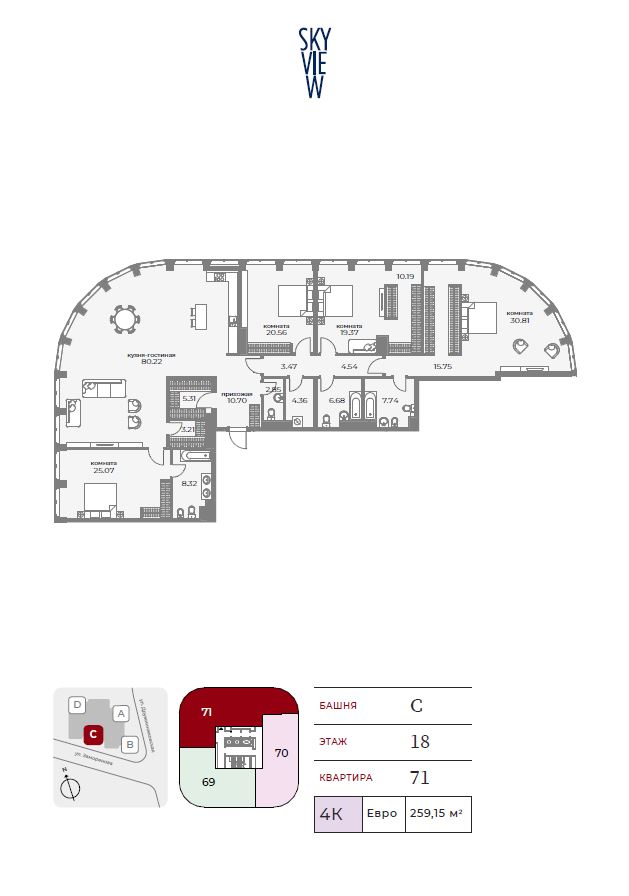 SKY
VIE
W
10.19
комната
20.56
комната
19.37
комната
30.81
кухня-гостиная
80.22
3.47
4.54
15.75
5.31
прихожая
10.70
2.85
4.36
6.68
7.74
3.21
комната
25.07
8.32
D
A
C
B
ул. Дружинниковская
ул. Заморенова
N
71
70
69
БАШНЯ
C
ЭТАЖ
18
КВАРТИРА
71
4K
Евро
259,15 м²